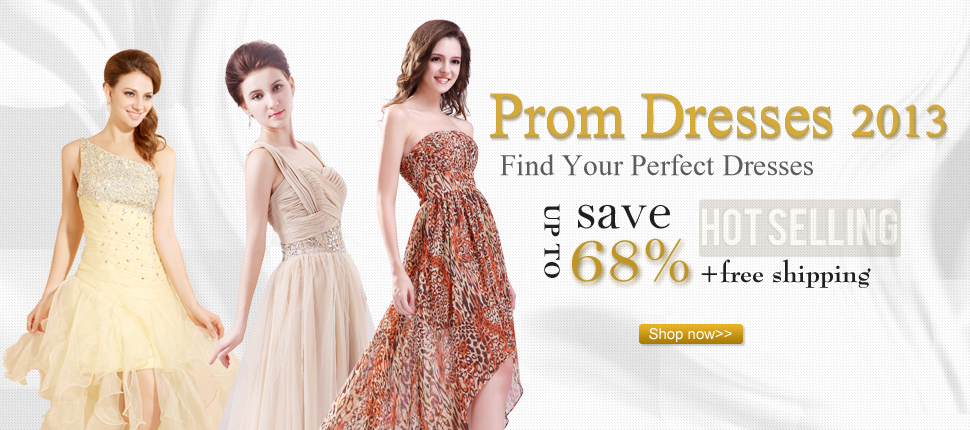 Prom Dresses 2013
Find Your Perfect Dresses
UP TO
save
68%
HOT SELLING
+free shipping
Shop now>>